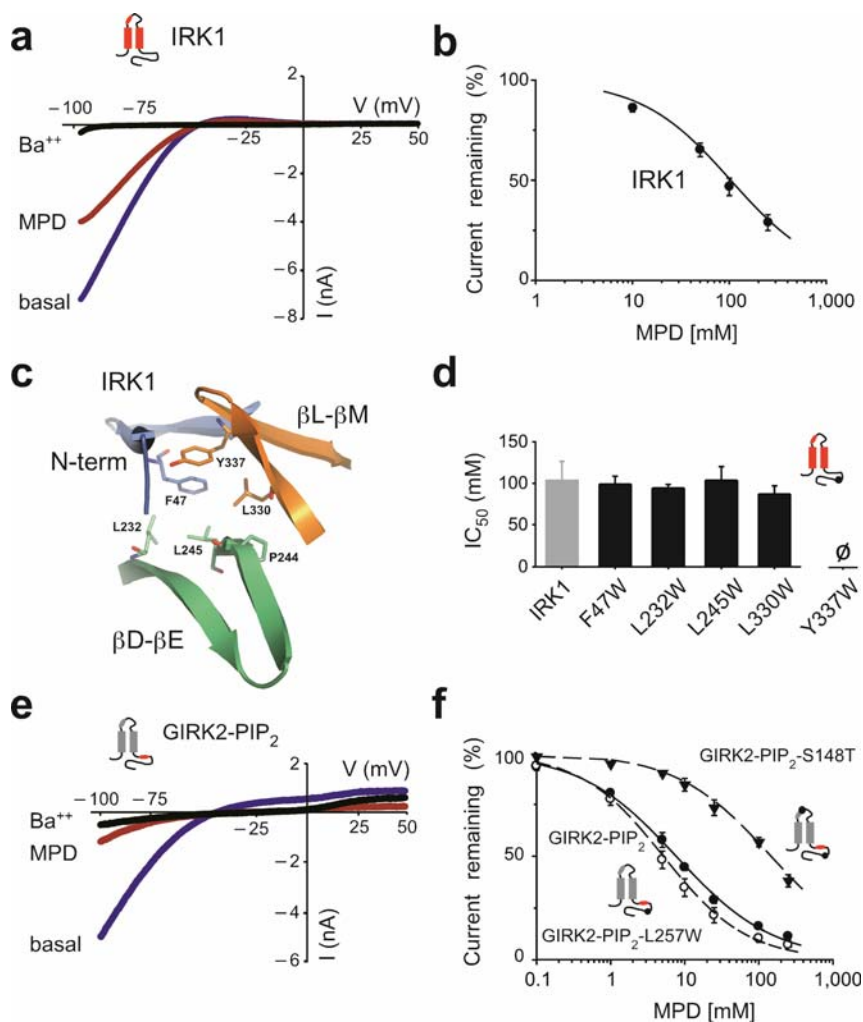 a
IRK1
V (mV)
2
−100
−75
25
50
Ba++
−2
MPD
−4
−6
basal
I (nA)
−8
b
Current remaining (%)
100
50
0
IRK1
1
10
100
1,000
MPD [mM]
c
IRK1
βL-βM
N-term
Y337
F47
L330
L232
L245
P244
βD-βE
d
IC50 (mM)
150
100
50
0
ø
IRK1
F47W
L232W
L245W
L330W
Y337W
e
GIRK2-PIP2
V (mV)
2
−100
−75
−25
25
50
Ba++
MPD
−2
−4
basal
I (nA)
−6
f
Current remaining (%)
100
50
0
GIRK2-PIP2-S148T
GIRK2-PIP2
GIRK2-PIP2-L257W
0.1
1
10
100
1,000
MPD [mM]